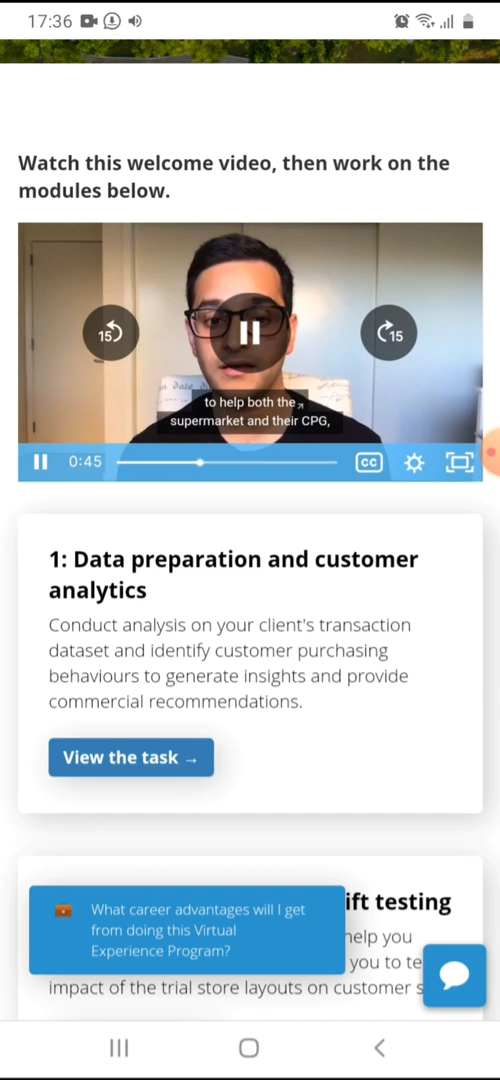 17:36
Watch this welcome video, then work on the
modules below.
15
15
to help both the
supermarket and their CPG,
0:45
CC
1: Data preparation and customer
analytics
Conduct analysis on your client's transaction
dataset and identify customer purchasing
behaviours to generate insights and provide
commercial recommendations.
View the task →
ift testing
What career advantages will I get
from doing this Virtual
Experience Program?
help you
you to te
impact of the trial store layouts on customer s